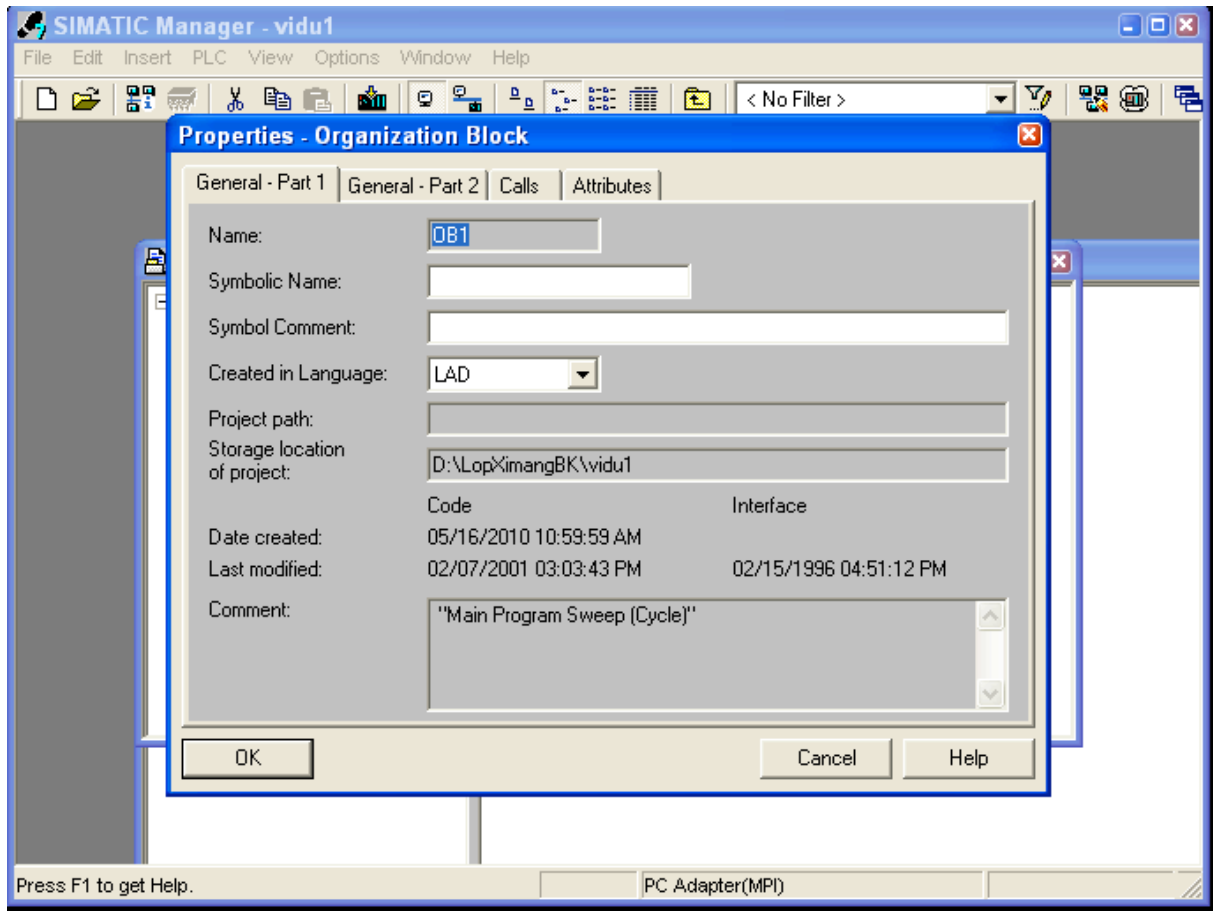 SIMATIC Manager - vidu1
File Edit Insert PLC View Options Window Help
< No Filter >
Properties - Organization Block
General - Part 1 General - Part 2 Calls Attributes
Name: OB1
Symbolic Name:
Symbol Comment:
Created in Language: LAD
Project path:
Storage location
of project: D:\LopXimangBK\vidu1
Code Interface
Date created: 05/16/2010 10:59:59 AM
Last modified: 02/07/2001 03:03:43 PM 02/15/1996 04:51:12 PM
Comment: "Main Program Sweep (Cycle)"
OK Cancel Help
Press F1 to get Help. PC Adapter(MPI)